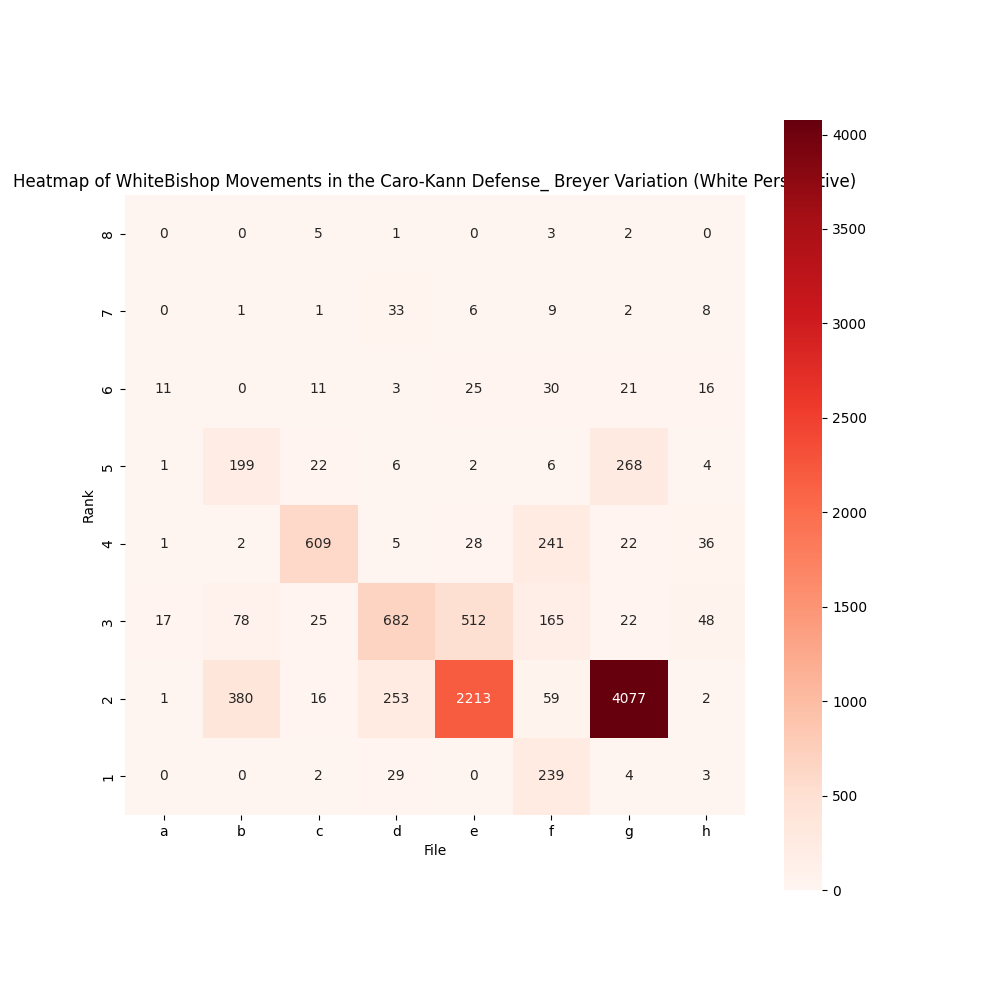 Heatmap of WhiteBishop Movements in the Caro-Kann Defense_ Breyer Variation (White Perspective)
8 0 0 5 1 0 3 2 0
7 0 1 1 33 6 9 2 8
6 11 0 11 3 25 30 21 16
5 1 199 22 6 2 6 268 4
4 1 2 609 5 28 241 22 36
3 17 78 25 682 512 165 22 48
2 1 380 16 253 2213 59 4077 2
1 0 0 2 29 0 239 4 3
a b c d e f g h
Rank
File
4000
3500
3000
2500
2000
1500
1000
500
0